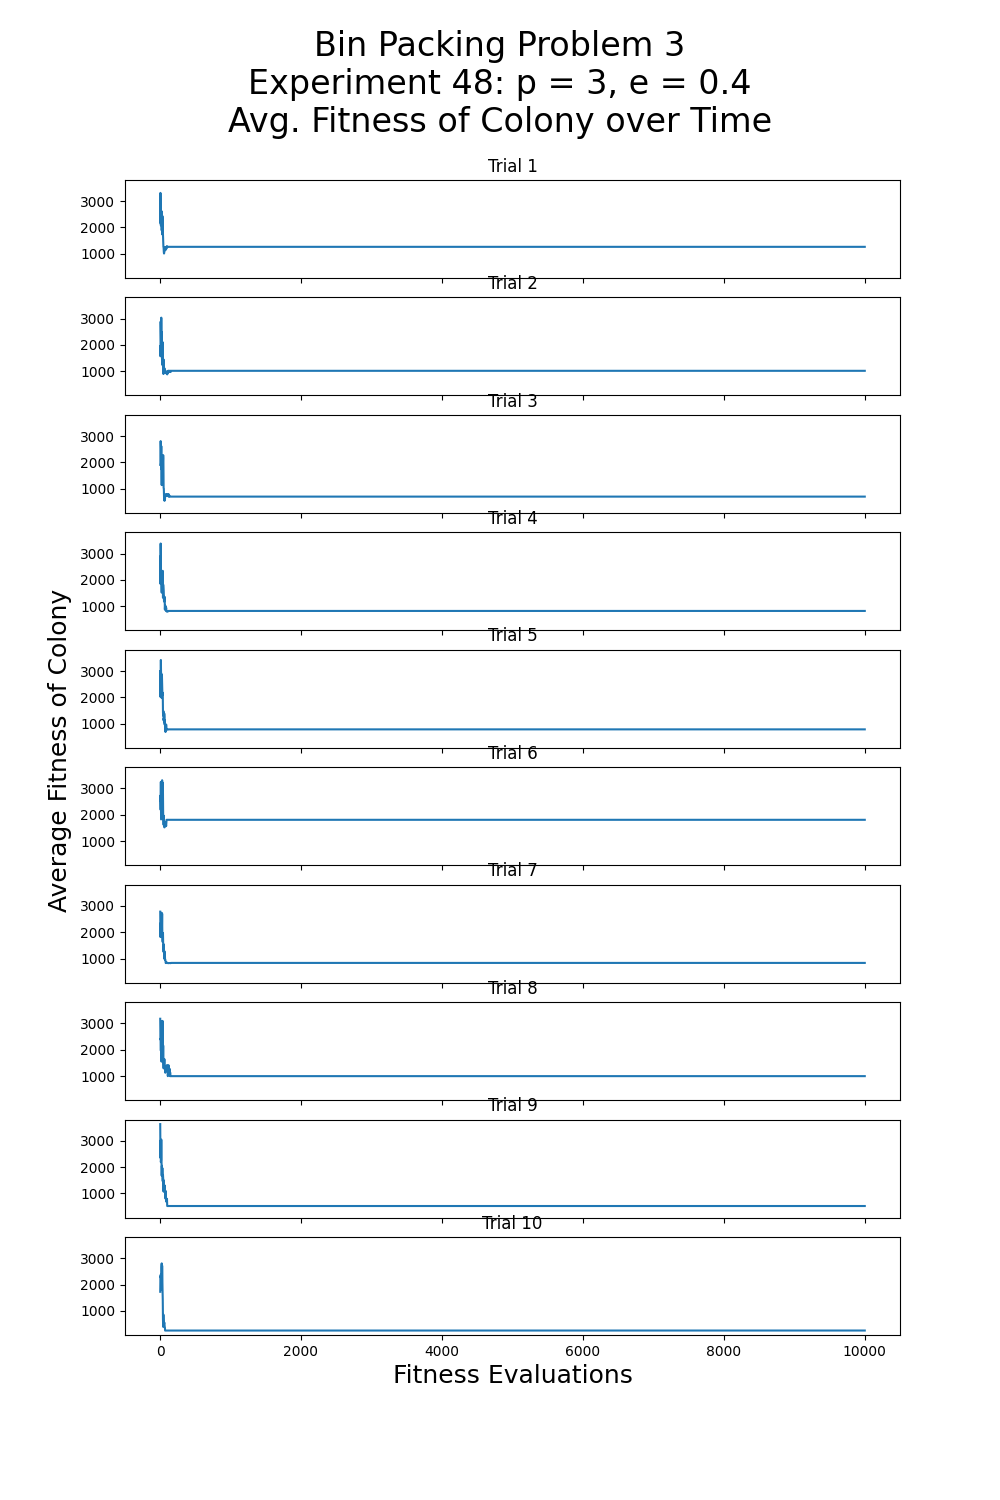 Bin Packing Problem 3
Experiment 48: p = 3, e = 0.4
Avg. Fitness of Colony over Time
Trial 1
3000
2000
1000
Trial 2
3000
2000
1000
Trial 3
3000
2000
1000
Trial 4
3000
2000
1000
Trial 5
3000
2000
1000
Trial 6
3000
2000
1000
Trial 7
3000
2000
1000
Trial 8
3000
2000
1000
Trial 9
3000
2000
1000
Trial 10
3000
2000
1000
0 2000 4000 6000 8000 10000
Fitness Evaluations
Average Fitness of Colony